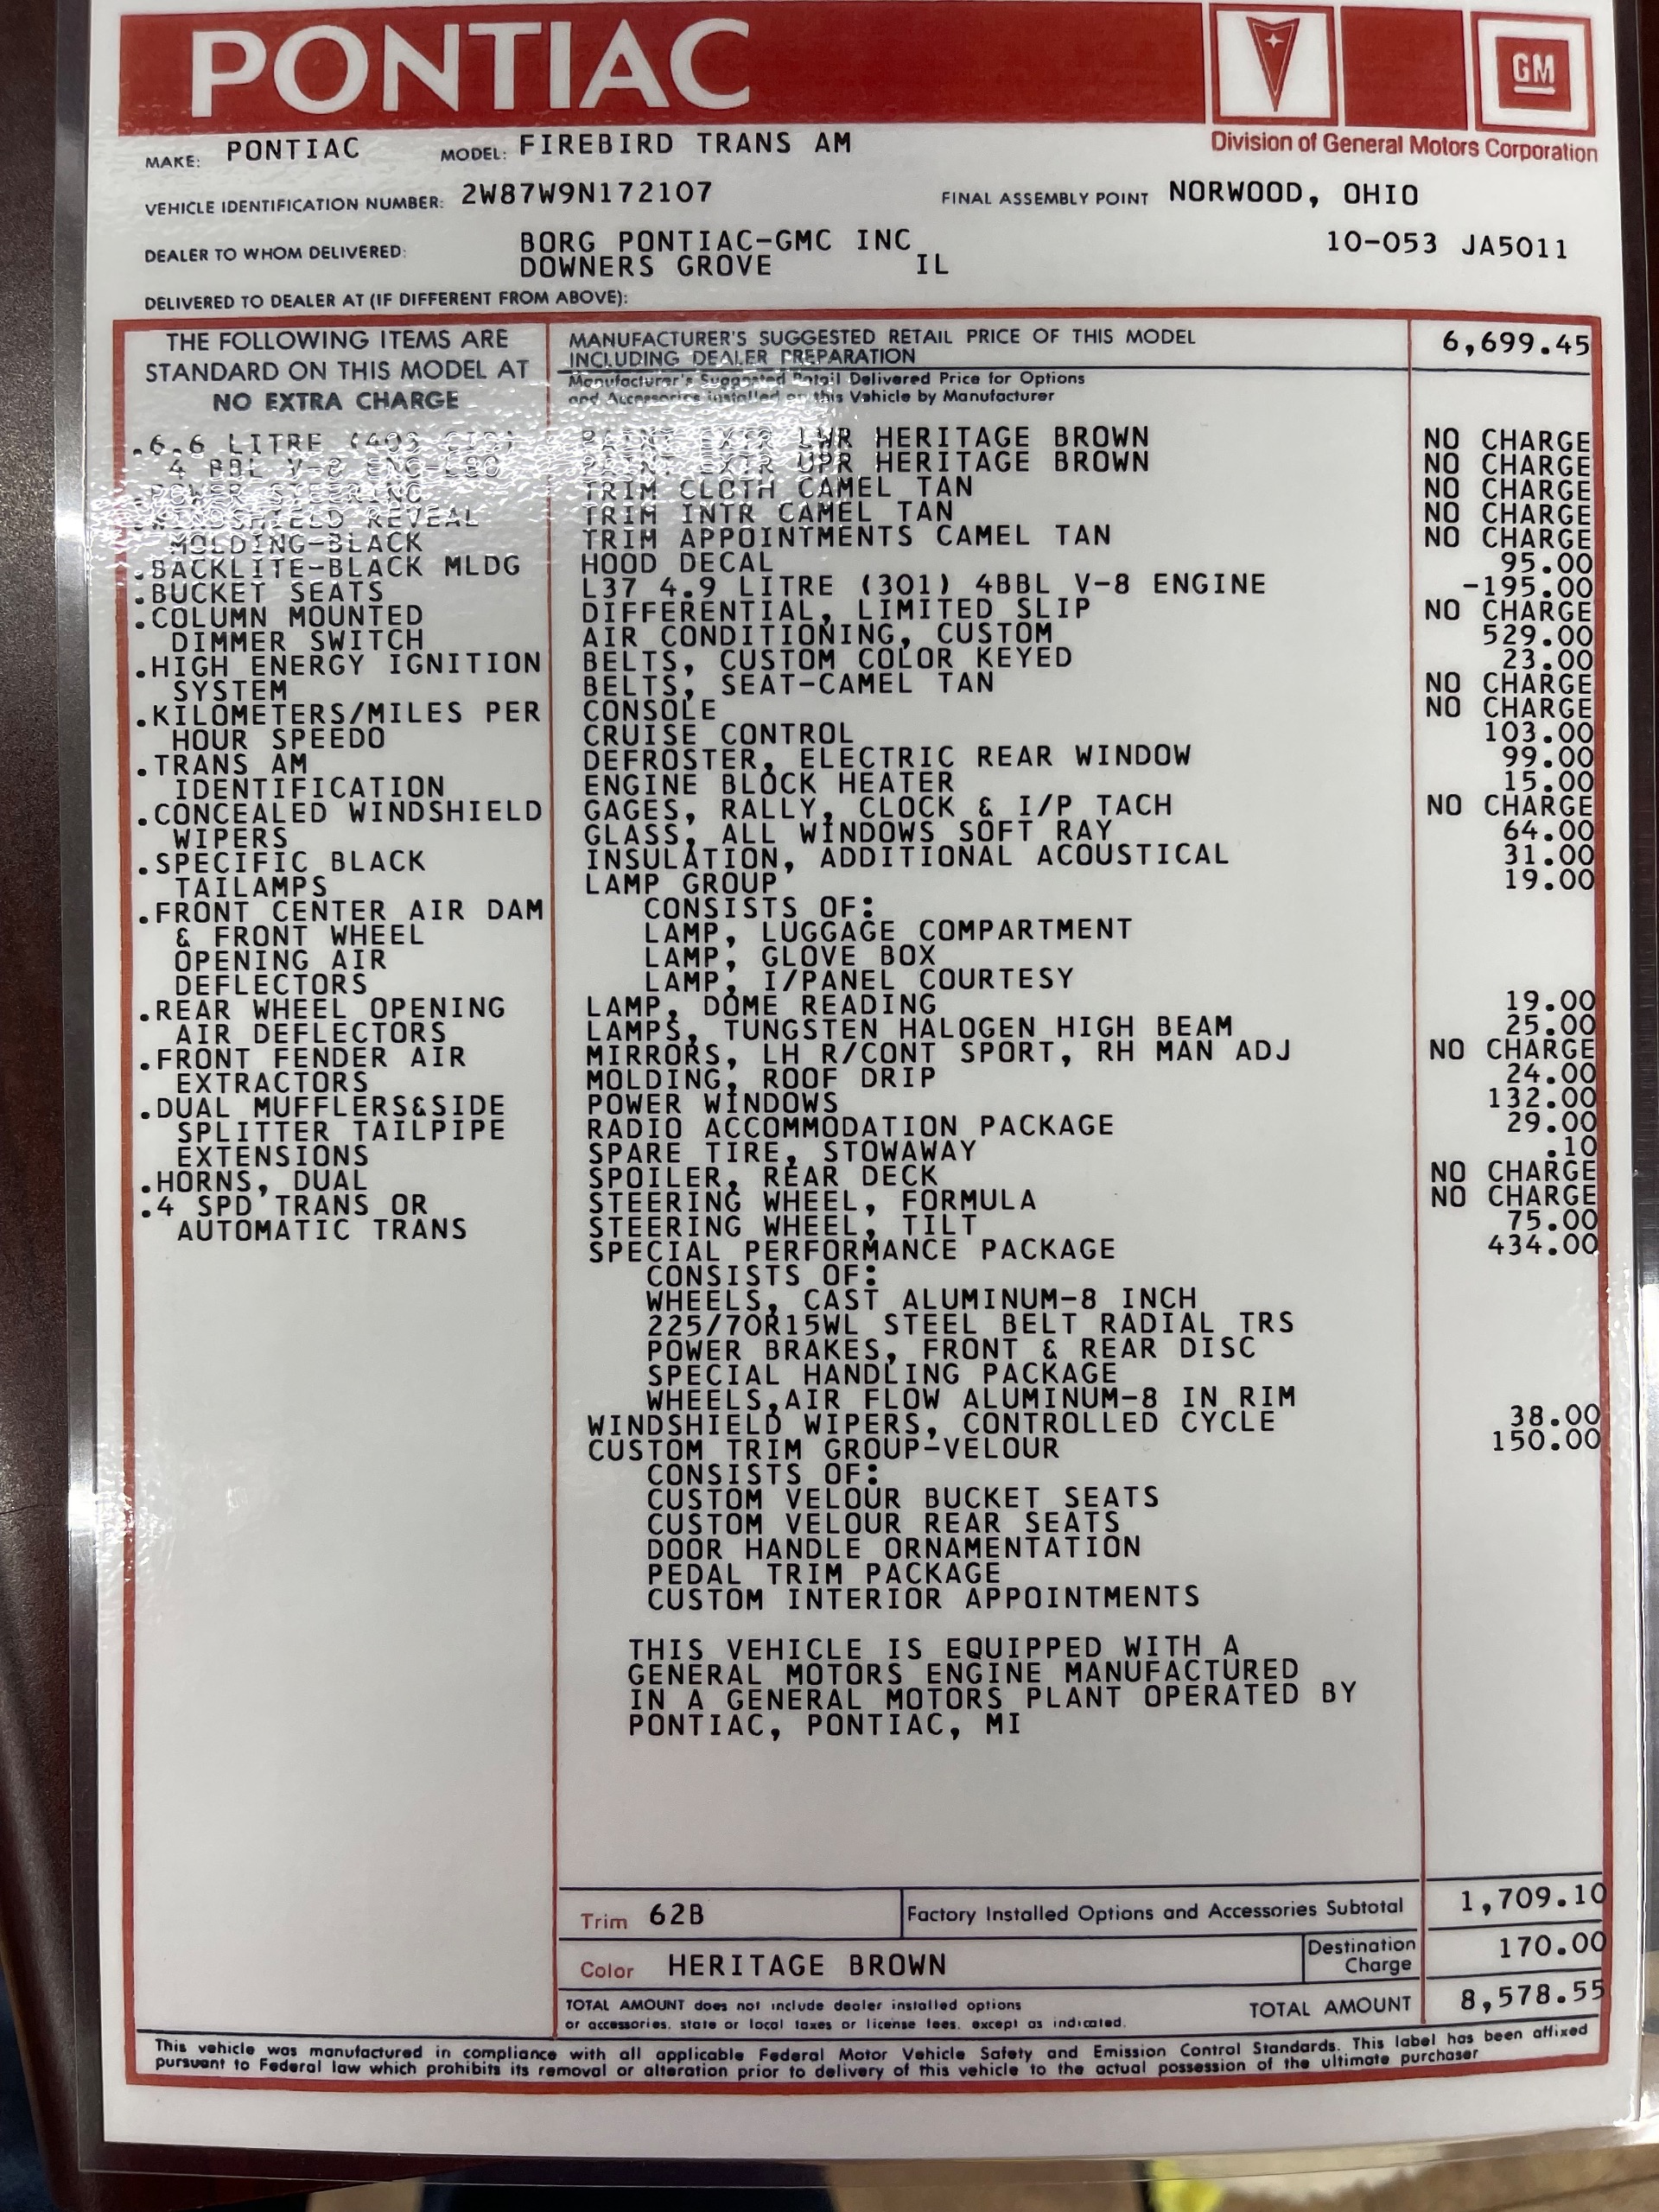 PONTIAC
GM
Division of General Motors Corporation
MAKE: PONTIAC MODEL: FIREBIRD TRANS AM
VEHICLE IDENTIFICATION NUMBER: 2W87W9N172107 FINAL ASSEMBLY POINT NORWOOD, OHIO
DEALER TO WHOM DELIVERED: BORG PONTIAC-GMC INC 10-053 JA5011
DOWNERS GROVE IL
DELIVERED TO DEALER AT (IF DIFFERENT FROM ABOVE):
THE FOLLOWING ITEMS ARE
STANDARD ON THIS MODEL AT
NO EXTRA CHARGE
.6.6 LITRE (403 CID)
4 BBL V-8 ENG-L80
.POWER STEERING
.WINDSHIELD REVEAL
MOLDING-BLACK
.BACKLITE-BLACK MLDG
.BUCKET SEATS
.COLUMN MOUNTED
DIMMER SWITCH
.HIGH ENERGY IGNITION
SYSTEM
.KILOMETERS/MILES PER
HOUR SPEEDO
.TRANS AM
IDENTIFICATION
.CONCEALED WINDSHIELD
WIPERS
.SPECIFIC BLACK
TAILAMPS
.FRONT CENTER AIR DAM
& FRONT WHEEL
OPENING AIR
DEFLECTORS
.REAR WHEEL OPENING
AIR DEFLECTORS
.FRONT FENDER AIR
EXTRACTORS
.DUAL MUFFLERS&SIDE
SPLITTER TAILPIPE
EXTENSIONS
.HORNS, DUAL
.4 SPD TRANS OR
AUTOMATIC TRANS
MANUFACTURER'S SUGGESTED RETAIL PRICE OF THIS MODEL
INCLUDING DEALER PREPARATION 6,699.45
Manufacturer's Suggested Retail Delivered Price for Options
and Accessories installed on this Vehicle by Manufacturer
PAINT EXTR LWR HERITAGE BROWN NO CHARGE
PAINT EXTR UPR HERITAGE BROWN NO CHARGE
TRIM CLOTH CAMEL TAN NO CHARGE
TRIM INTR CAMEL TAN NO CHARGE
TRIM APPOINTMENTS CAMEL TAN NO CHARGE
HOOD DECAL 95.00
L37 4.9 LITRE (301) 4BBL V-8 ENGINE -195.00
DIFFERENTIAL, LIMITED SLIP NO CHARGE
AIR CONDITIONING, CUSTOM 529.00
BELTS, CUSTOM COLOR KEYED 23.00
BELTS, SEAT-CAMEL TAN NO CHARGE
CONSOLE NO CHARGE
CRUISE CONTROL 103.00
DEFROSTER, ELECTRIC REAR WINDOW 99.00
ENGINE BLOCK HEATER 15.00
GAGES, RALLY, CLOCK & I/P TACH NO CHARGE
GLASS, ALL WINDOWS SOFT RAY 64.00
INSULATION, ADDITIONAL ACOUSTICAL 31.00
LAMP GROUP 19.00
CONSISTS OF:
LAMP, LUGGAGE COMPARTMENT
LAMP, GLOVE BOX
LAMP, I/PANEL COURTESY
LAMP, DOME READING 19.00
LAMPS, TUNGSTEN HALOGEN HIGH BEAM 25.00
MIRRORS, LH R/CONT SPORT, RH MAN ADJ NO CHARGE
MOLDING, ROOF DRIP 24.00
POWER WINDOWS 132.00
RADIO ACCOMMODATION PACKAGE 29.00
SPARE TIRE, STOWAWAY .10
SPOILER, REAR DECK NO CHARGE
STEERING WHEEL, FORMULA NO CHARGE
STEERING WHEEL, TILT 75.00
SPECIAL PERFORMANCE PACKAGE 434.00
CONSISTS OF:
WHEELS, CAST ALUMINUM-8 INCH
225/70R15WL STEEL BELT RADIAL TRS
POWER BRAKES, FRONT & REAR DISC
SPECIAL HANDLING PACKAGE
WHEELS,AIR FLOW ALUMINUM-8 IN RIM
WINDSHIELD WIPERS, CONTROLLED CYCLE 38.00
CUSTOM TRIM GROUP-VELOUR 150.00
CONSISTS OF:
CUSTOM VELOUR BUCKET SEATS
CUSTOM VELOUR REAR SEATS
DOOR HANDLE ORNAMENTATION
PEDAL TRIM PACKAGE
CUSTOM INTERIOR APPOINTMENTS
THIS VEHICLE IS EQUIPPED WITH A
GENERAL MOTORS ENGINE MANUFACTURED
IN A GENERAL MOTORS PLANT OPERATED BY
PONTIAC, PONTIAC, MI
Trim 62B Factory Installed Options and Accessories Subtotal 1,709.10
Color HERITAGE BROWN Destination Charge 170.00
TOTAL AMOUNT does not include dealer installed options
or accessories, state or local taxes or license fees, except as indicated. TOTAL AMOUNT 8,578.55
This vehicle was manufactured in compliance with all applicable Federal Motor Vehicle Safety and Emission Control Standards. This label has been affixed
pursuant to Federal law which prohibits its removal or alteration prior to delivery of this vehicle to the actual possession of the ultimate purchaser